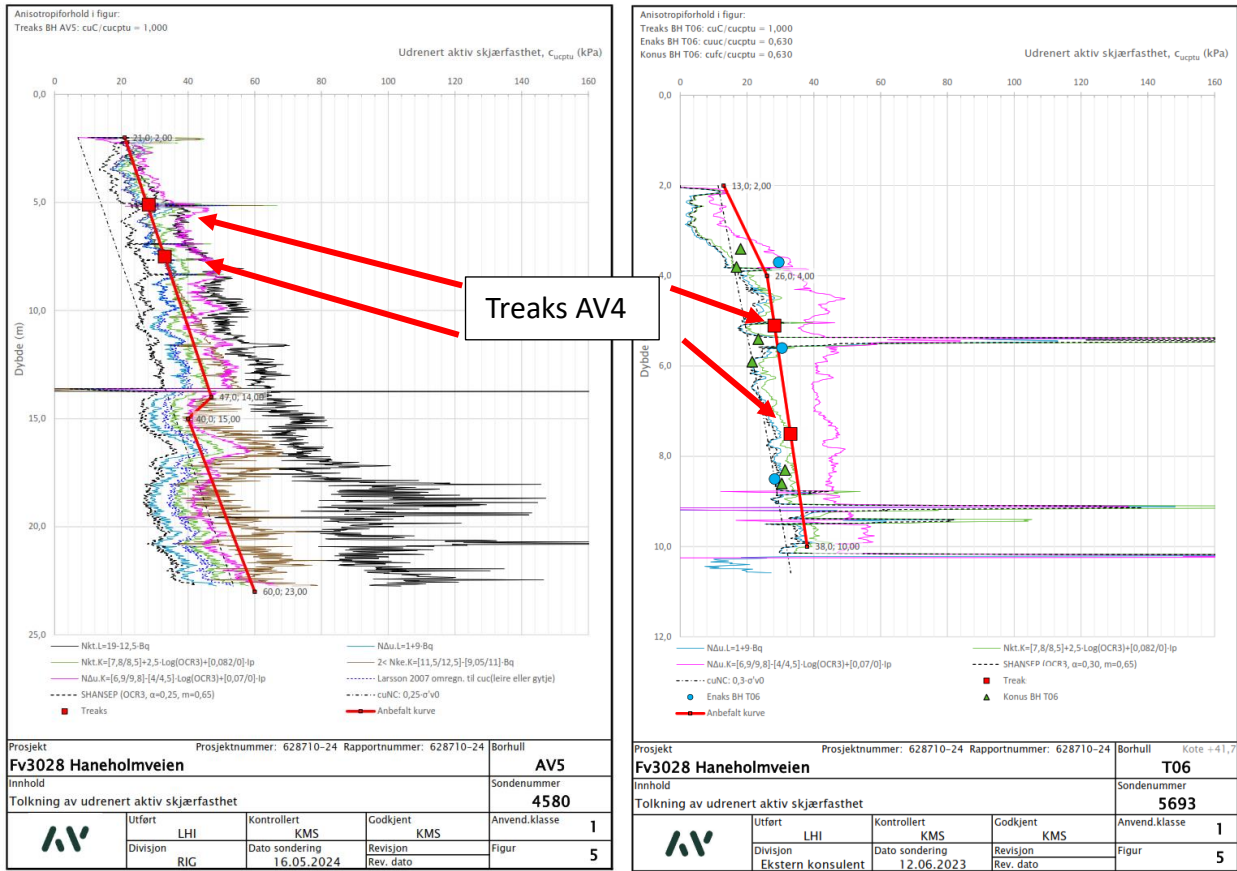 Anisotropiforhold i figur:
Treaks BH AV5: cuC/cucptu = 1,000
Udrenert aktiv skjærfasthet, cucptu (kPa)
0 20 40 60 80 100 120 140 160
0,0
5,0
10,0
15,0
20,0
25,0
Dybde (m)
21,0; 2,00
47,0; 14,00
40,0; 15,00
60,0; 23,00
Nkt.L=19-12,5·Bq
NΔu.L=1+9·Bq
Nkt.K=[7,8/8,5]+2,5·Log(OCR3)+[0,082/0]·Ip
2< Nke.K=[11,5/12,5]-[9,05/11]·Bq
NΔu.K=[6,9/9,8]-[4/4,5]·Log(OCR3)+[0,07/0]·Ip
Larsson 2007 omregn. til cuc(leire eller gytje)
SHANSEP (OCR3, α=0,25, m=0,65)
cuNC: 0,25·σ'v0
Treaks
Anbefalt kurve
Prosjekt Prosjektnummer: 628710-24 Rapportnummer: 628710-24 Borhull
Fv3028 Haneholmveien AV5
Innhold Sondenummer
Tolkning av udrenert aktiv skjærfasthet 4580
Utført Kontrollert Godkjent Anvend.klasse
LHI KMS KMS 1
Divisjon Dato sondering Revisjon Figur
RIG 16.05.2024 Rev. dato 5
Treaks AV4
Anisotropiforhold i figur:
Treaks BH T06: cuC/cucptu = 1,000
Enaks BH T06: cuuc/cucptu = 0,630
Konus BH T06: cufc/cucptu = 0,630
Udrenert aktiv skjærfasthet, cucptu (kPa)
0 20 40 60 80 100 120 140 160
0,0
2,0
4,0
6,0
8,0
10,0
12,0
Dybde
13,0; 2,00
26,0; 4,00
38,0; 10,00
NΔu.L=1+9·Bq
Nkt.K=[7,8/8,5]+2,5·Log(OCR3)+[0,082/0]·Ip
NΔu.K=[6,9/9,8]-[4/4,5]·Log(OCR3)+[0,07/0]·Ip
SHANSEP (OCR3, α=0,30, m=0,65)
cuNC: 0,3·σ'v0
Treak
Enaks BH T06
Konus BH T06
Anbefalt kurve
Prosjekt Prosjektnummer: 628710-24 Rapportnummer: 628710-24 Borhull Kote +41,7
Fv3028 Haneholmveien T06
Innhold Sondenummer
Tolkning av udrenert aktiv skjærfasthet 5693
Utført Kontrollert Godkjent Anvend.klasse
LHI KMS KMS 1
Divisjon Dato sondering Revisjon Figur
Ekstern konsulent 12.06.2023 Rev. dato 5